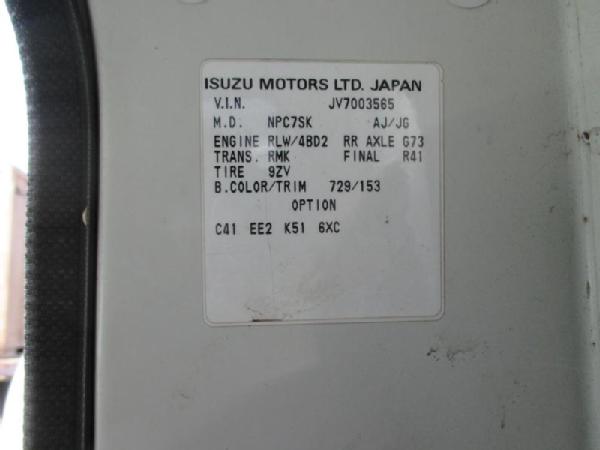 ISUZU MOTORS LTD. JAPAN
V.I.N. JV7003565
M.D. NPC7SK AJ/JG
ENGINE RLW/4BD2 RR AXLE G73
TRANS. RMK FINAL R41
TIRE 9ZV
B.COLOR/TRIM 729/153
OPTION
C41 EE2 K51 6XC